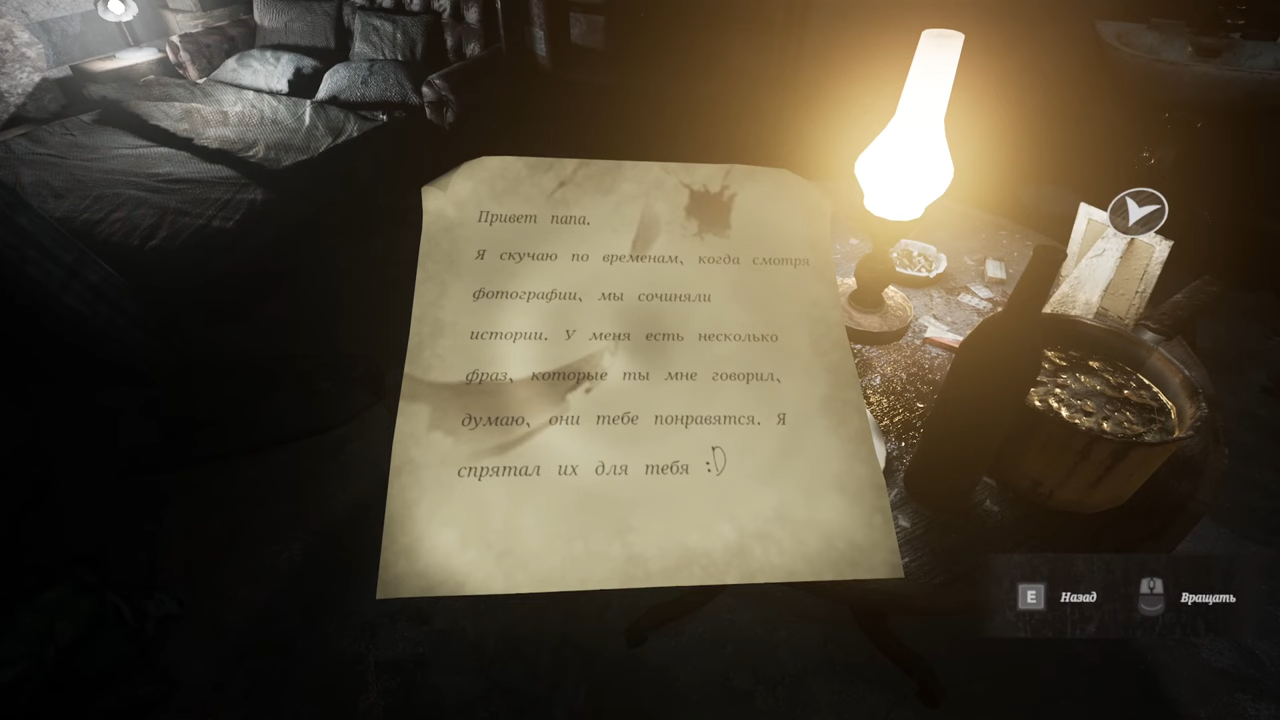 Привет папа.
Я скучаю по временам, когда смотря
фотографии, мы сочиняли
истории. У меня есть несколько
фраз, которые ты мне говорил,
думаю, они тебе понравятся. Я
спрятал их для тебя :D
E Назад Вращать